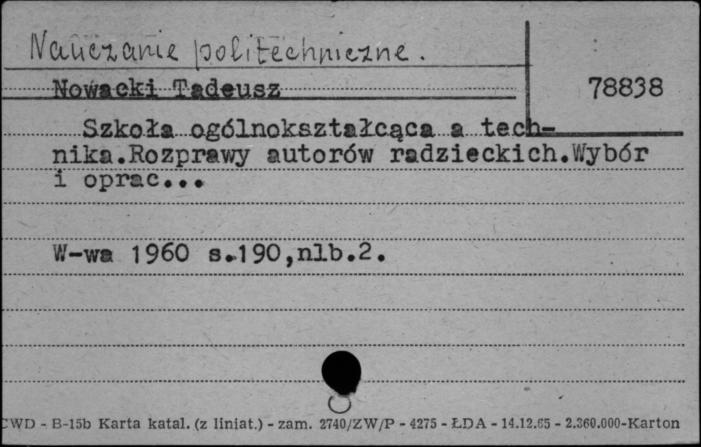 Nauczanie politechniczne.
Nowacki Tadeusz 78838
Szkoła ogólnokształcąca a tech-
nika.Rozprawy autorów radzieckich.Wybór
i oprac...
W-wa 1960 s.190,nlb.2.
CWD - B-15b Karta katal. (z liniat.) - zam. 2740/ZW/P - 4275 - ŁDA - 14.12.65 - 2.360.000-Karton